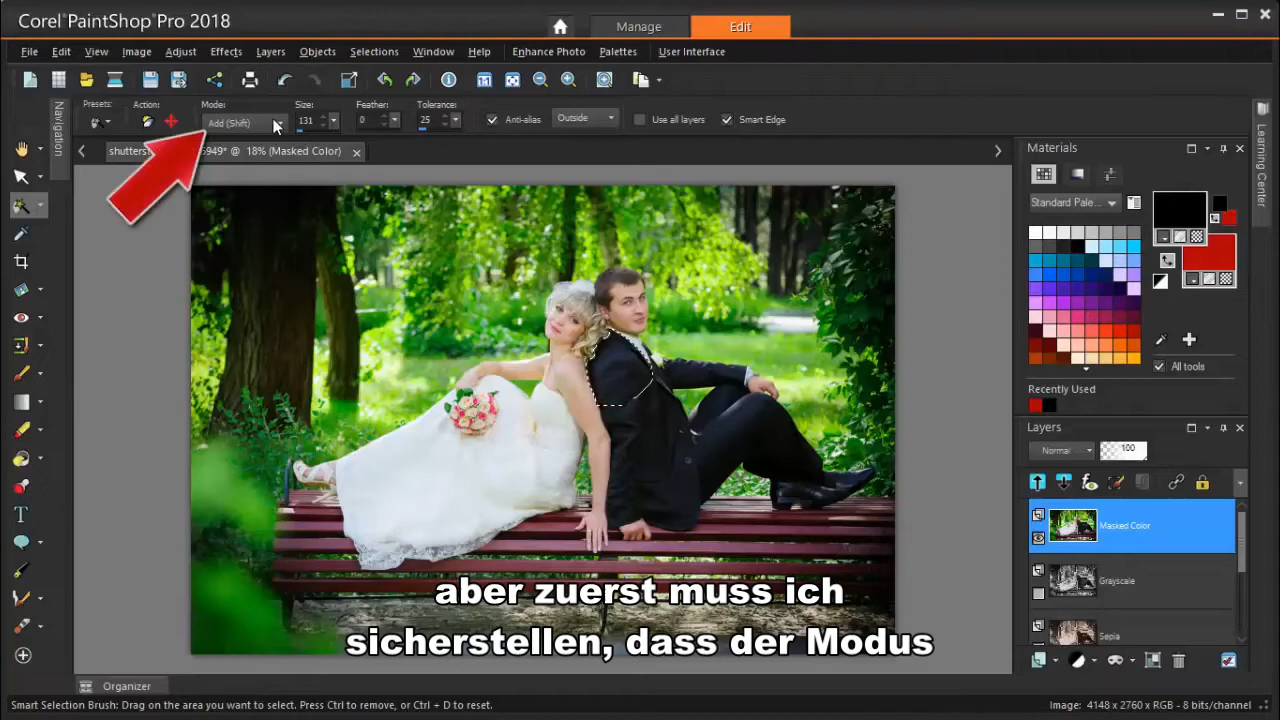 Corel PaintShop Pro 2018
Manage
Edit
File Edit View Image Adjust Effects Layers Objects Selections Window Help Enhance Photo Palettes User Interface
Presets: Action: Mode: Size: Feather: Tolerance:
Add (Shift) 131 0 25 Anti-alias Outside Use all layers Smart Edge
Navigation
5949* @ 18% (Masked Color)
Materials
Learning Center
Standard Pale...
All tools
Recently Used
Layers
Normal 100
Masked Color
Grayscale
Sepia
aber zuerst muss ich
sicherstellen, dass der Modus
Organizer
Smart Selection Brush: Drag on the area you want to select. Press Ctrl to remove, or Ctrl + D to reset.
Image: 4148 x 2760 x RGB - 8 bits/channel